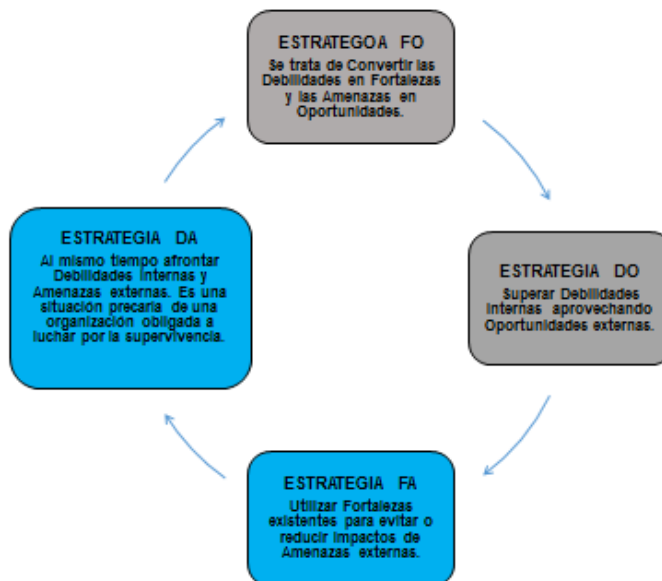 ESTRATEGOA FO
Se trata de Convertir las
Debilidades en Fortalezas
y las Amenazas en
Oportunidades.
ESTRATEGIA DO
Superar Debilidades
Internas aprovechando
Oportunidades externas.
ESTRATEGIA FA
Utilizar Fortalezas
existentes para evitar o
reducir impactos de
Amenazas externas.
ESTRATEGIA DA
Al mismo tiempo afrontar
Debilidades Internas y
Amenazas externas. Es una
situación precaria de una
organización obligada a
luchar por la supervivencia.